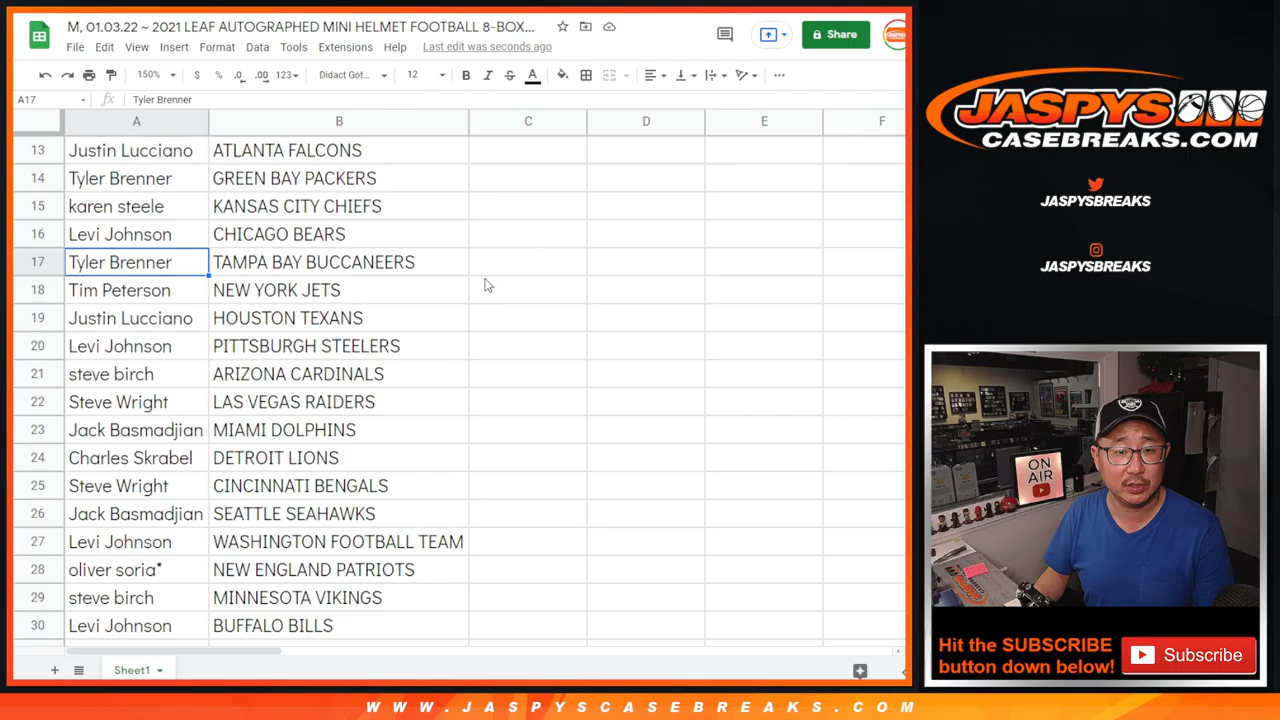 M, 01.03.22 ~ 2021 LEAF AUTOGRAPHED MINI HELMET FOOTBALL 8-BOX...
File Edit View Insert Format Data Tools Extensions Help Last edit was seconds ago
Share
150% $ % .0 .00 123 Didact Got... 12 B I S A
A17 fx Tyler Brenner
A B C D E F
13 Justin Lucciano ATLANTA FALCONS
14 Tyler Brenner GREEN BAY PACKERS
15 karen steele KANSAS CITY CHIEFS
16 Levi Johnson CHICAGO BEARS
17 Tyler Brenner TAMPA BAY BUCCANEERS
18 Tim Peterson NEW YORK JETS
19 Justin Lucciano HOUSTON TEXANS
20 Levi Johnson PITTSBURGH STEELERS
21 steve birch ARIZONA CARDINALS
22 Steve Wright LAS VEGAS RAIDERS
23 Jack Basmadjian MIAMI DOLPHINS
24 Charles Skrabel DETROIT LIONS
25 Steve Wright CINCINNATI BENGALS
26 Jack Basmadjian SEATTLE SEAHAWKS
27 Levi Johnson WASHINGTON FOOTBALL TEAM
28 oliver soria* NEW ENGLAND PATRIOTS
29 steve birch MINNESOTA VIKINGS
30 Levi Johnson BUFFALO BILLS
Sheet1
JASPYS
CASEBREAKS.COM
JASPYSBREAKS
JASPYSBREAKS
ON
AIR
Hit the SUBSCRIBE
button down below!
Subscribe
WWW.JASPYSCASEBREAKS.COM